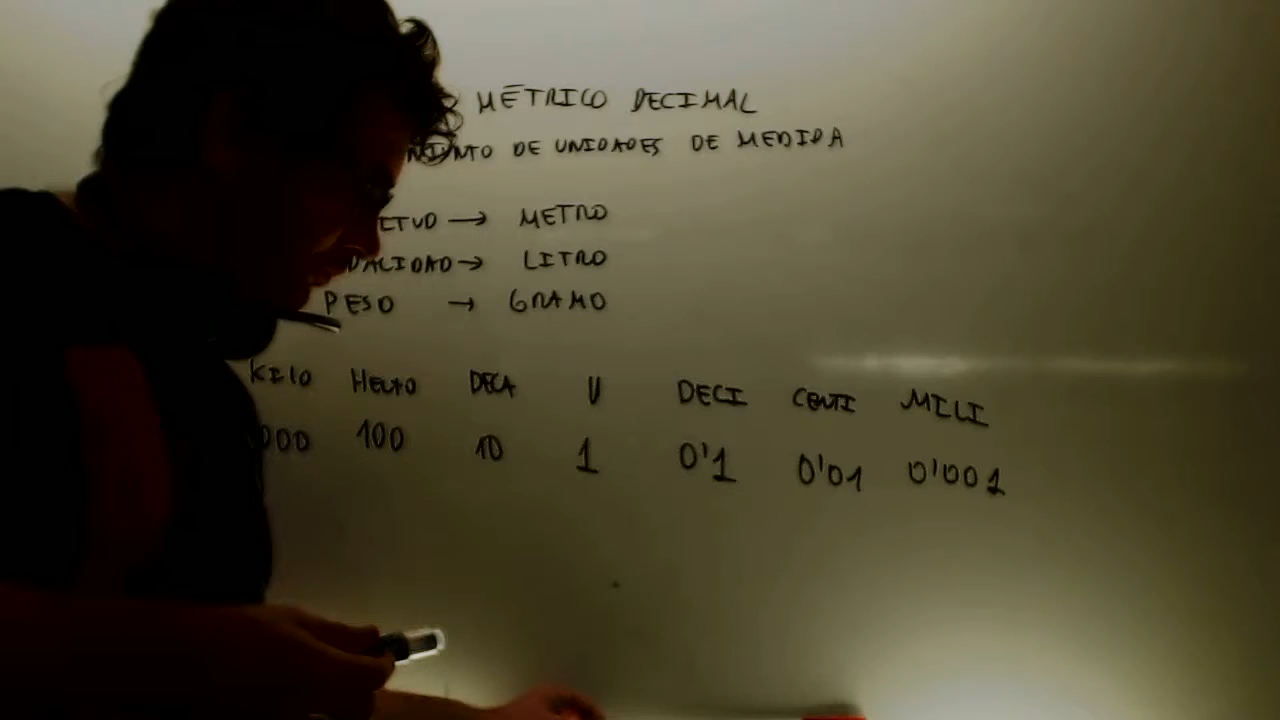 MÉTRICO DECIMAL
DE UNIDADES DE MEDIDA
→ METRO
→ LITRO
PESO → GRAMO
KILO HECTO DECA U DECI CENTI MILI
100 10 1 0'1 0'01 0'001